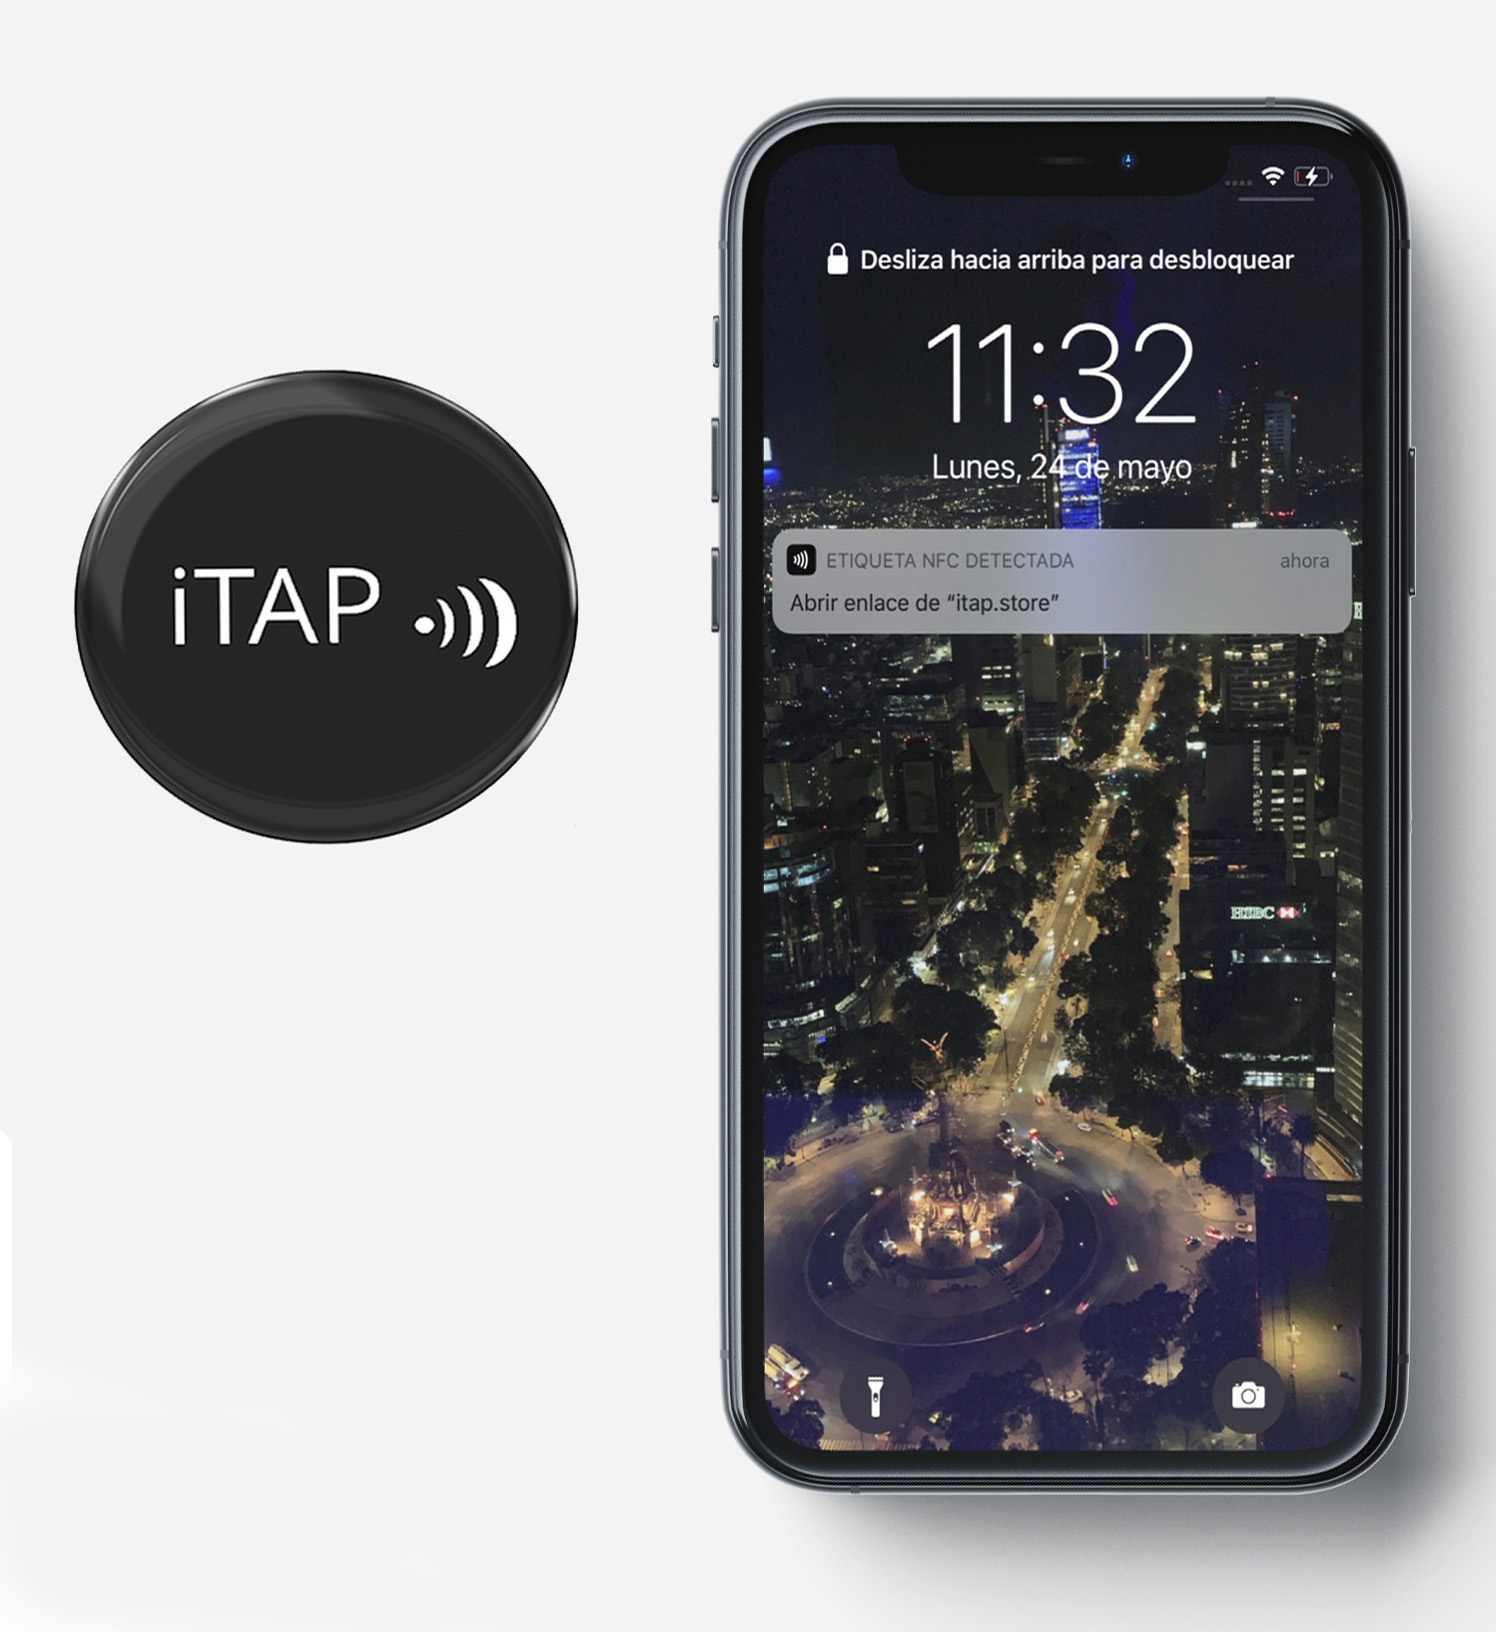 iTAP
Desliza hacia arriba para desbloquear
11:32
Lunes, 24 de mayo
ETIQUETA NFC DETECTADA
ahora
Abrir enlace de “itap.store”
HSBC